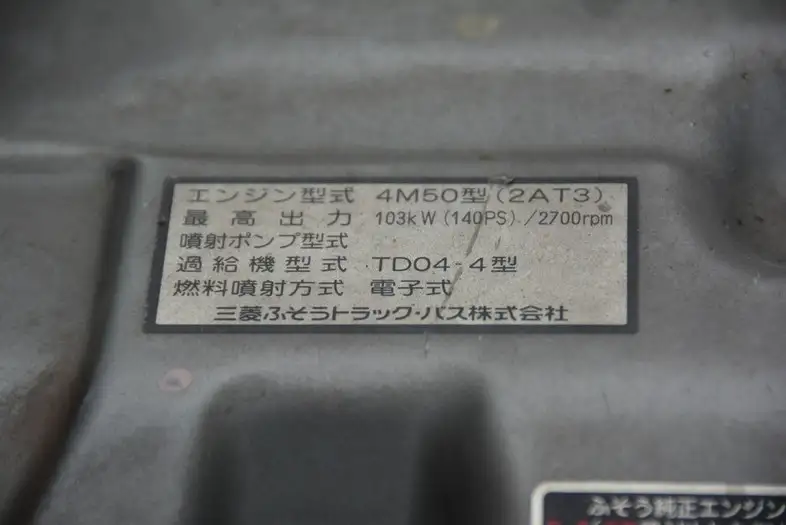 エンジン型式 4M50型(2AT3)
最高出力 103kW(140PS)/2700rpm
噴射ポンプ型式
過給機型式 TD04-4型
燃料噴射方式 電子式
三菱ふそうトラック・バス株式会社
ふそう純正エンジン